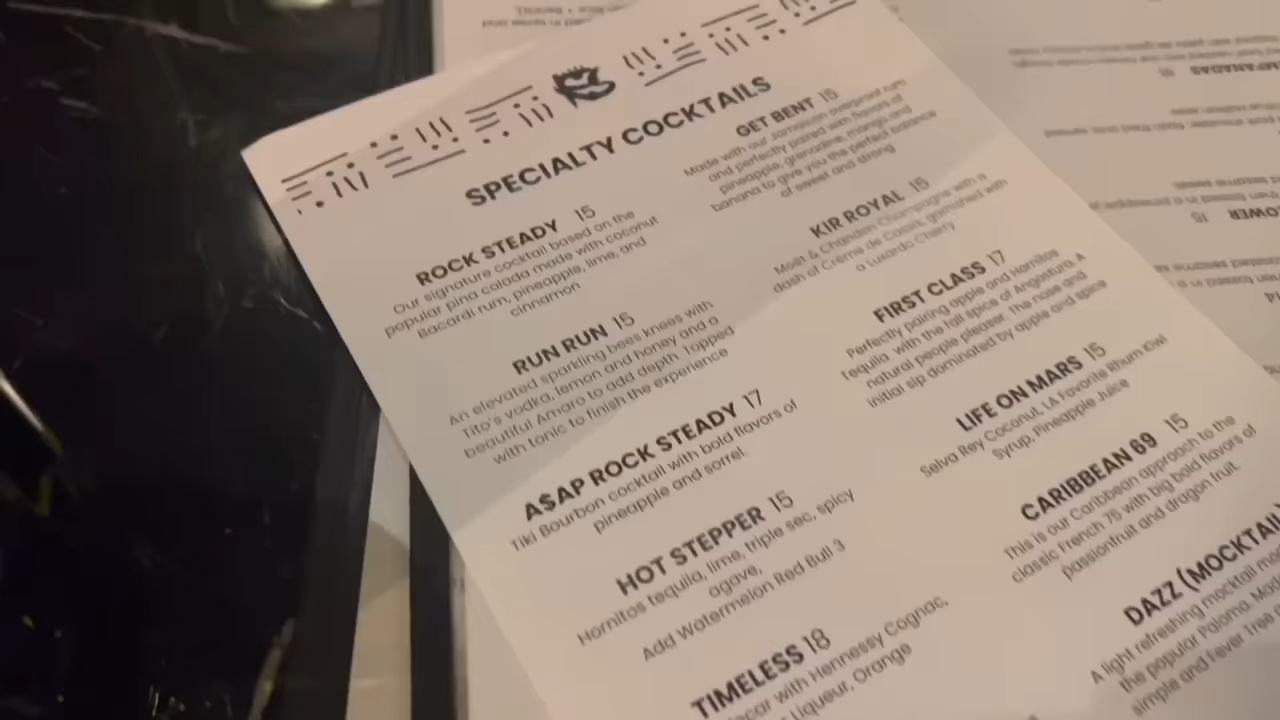 SPECIALTY COCKTAILS
ROCK STEADY 15
Our signature cocktail based on the
popular pina colada made with coconut
Bacardi rum, pineapple, lime, and
cinnamon
RUN RUN 15
An elevated sparkling bees knees with
Tito's vodka, lemon and honey and a
beautiful Amaro to add depth. Topped
with tonic to finish the experience
A$AP ROCK STEADY 17
Tiki Bourbon cocktail with bold flavors of
pineapple and sorrel.
HOT STEPPER 15
Hornitos tequila, lime, triple sec, spicy
agave,
Add Watermelon Red Bull 3
TIMELESS 18
with Hennessy Cognac,
Liqueur, Orange
GET BENT 15
Made with our Jamaican overproof rum
and perfectly paired with flavors of
pineapple, grenadine, mango and
banana to give you the perfect balance
of sweet and strong
KIR ROYAL 15
Moët & Chandon Champagne with a
dash of Crème de Cassis, garnished with
a Luxardo Cherry
FIRST CLASS 17
Perfectly pairing apple and Hornitos
tequila with the fall spice of Angostura. A
natural people pleaser. The nose and
initial sip dominated by apple and spice
LIFE ON MARS 15
Selva Rey Coconut, LA Favorite Rhum Kiwi
Syrup, Pineapple Juice
CARIBBEAN 69 15
This is our Caribbean approach to the
classic French 75 with big bold flavors of
passionfruit and dragon fruit.
DAZZ (MOCKTAIL
A light refreshing mocktail
the popular Paloma.
simple and Fever Tree